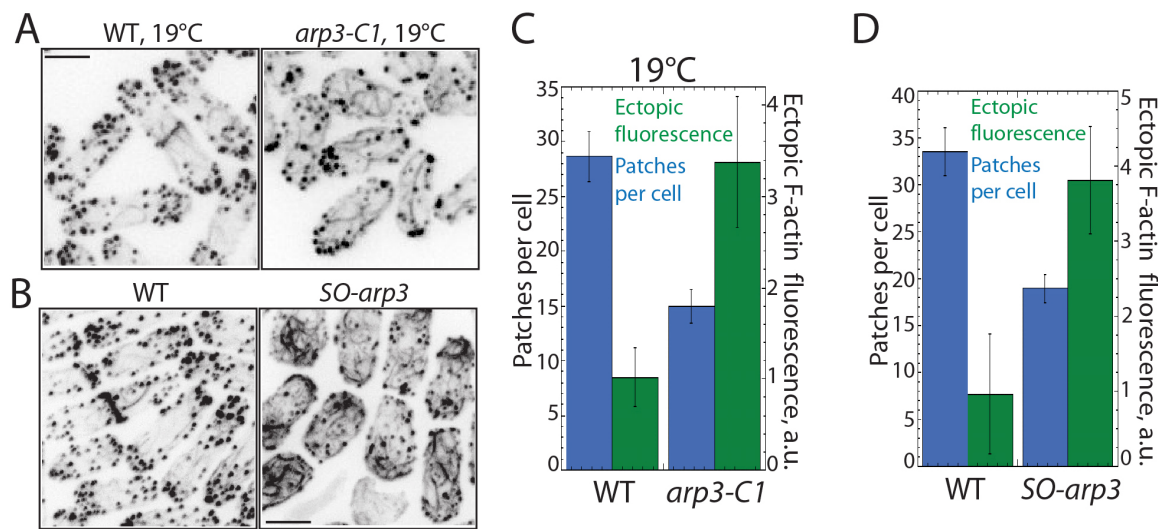 A
WT, 19°C
arp3-C1, 19°C
B
WT
SO-arp3
C
19°C
Ectopic
fluorescence
Patches
per cell
Patches per cell
0
5
10
15
20
25
30
35
Ectopic F-actin fluorescence, a.u.
0
1
2
3
4
WT
arp3-C1
D
Ectopic
fluorescence
Patches
per cell
Patches per cell
0
5
10
15
20
25
30
35
40
Ectopic F-actin fluorescence, a.u.
0
1
2
3
4
5
WT
SO-arp3